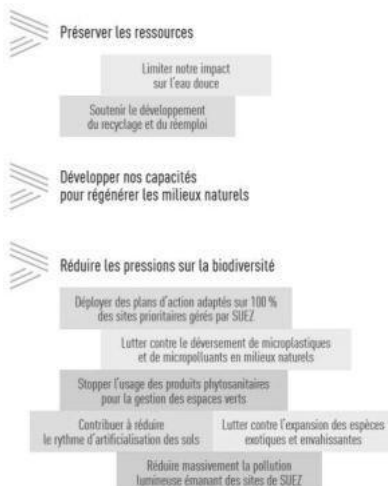 Préserver les ressources
Limiter notre impact
sur l'eau douce
Soutenir le développement
du recyclage et du réemploi
Développer nos capacités
pour régénérer les milieux naturels
Réduire les pressions sur la biodiversité
Déployer des plans d'action adaptés sur 100 %
des sites prioritaires gérés par SUEZ
Lutter contre le déversement de microplastiques
et de micropolluants en milieux naturels
Stopper l'usage des produits phytosanitaires
pour la gestion des espaces verts
Contribuer à réduire
le rythme d'artificialisation des sols
Lutter contre l'expansion des espèces
exotiques et envahissantes
Réduire massivement la pollution
lumineuse émanant des sites de SUEZ